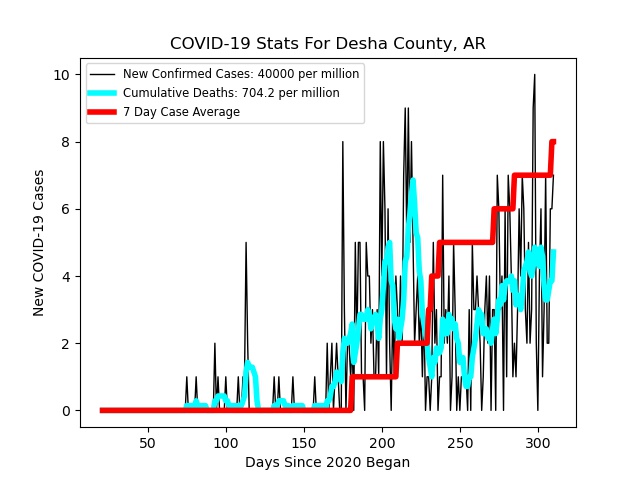 COVID-19 Stats For Desha County, AR
New Confirmed Cases: 40000 per million
Cumulative Deaths: 704.2 per million
7 Day Case Average
New COVID-19 Cases
10
8
6
4
2
0
50
100
150
200
250
300
Days Since 2020 Began